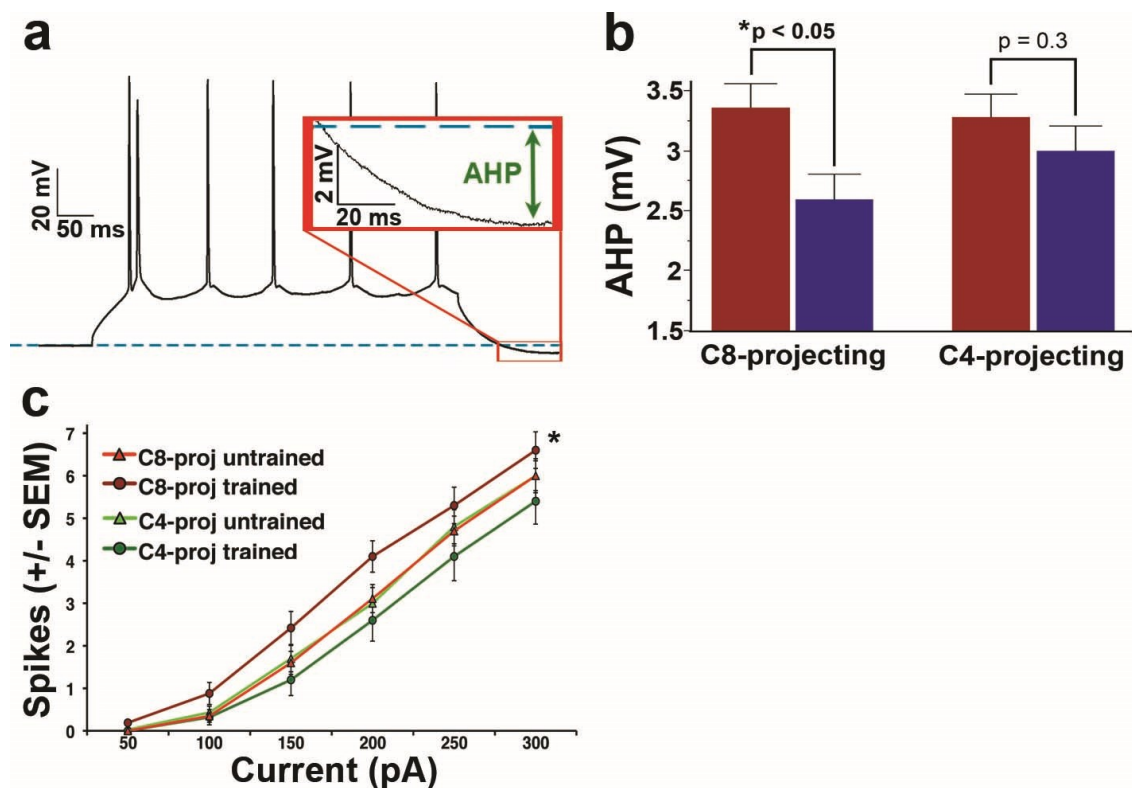 a
20 mV
50 ms
2 mV
20 ms
AHP
b
*p < 0.05
p = 0.3
AHP (mV)
3.5
3
2.5
2
1.5
C8-projecting
C4-projecting
c
Spikes (+/- SEM)
7
6
5
4
3
2
1
0
C8-proj untrained
C8-proj trained
C4-proj untrained
C4-proj trained
*
50 100 150 200 250 300
Current (pA)